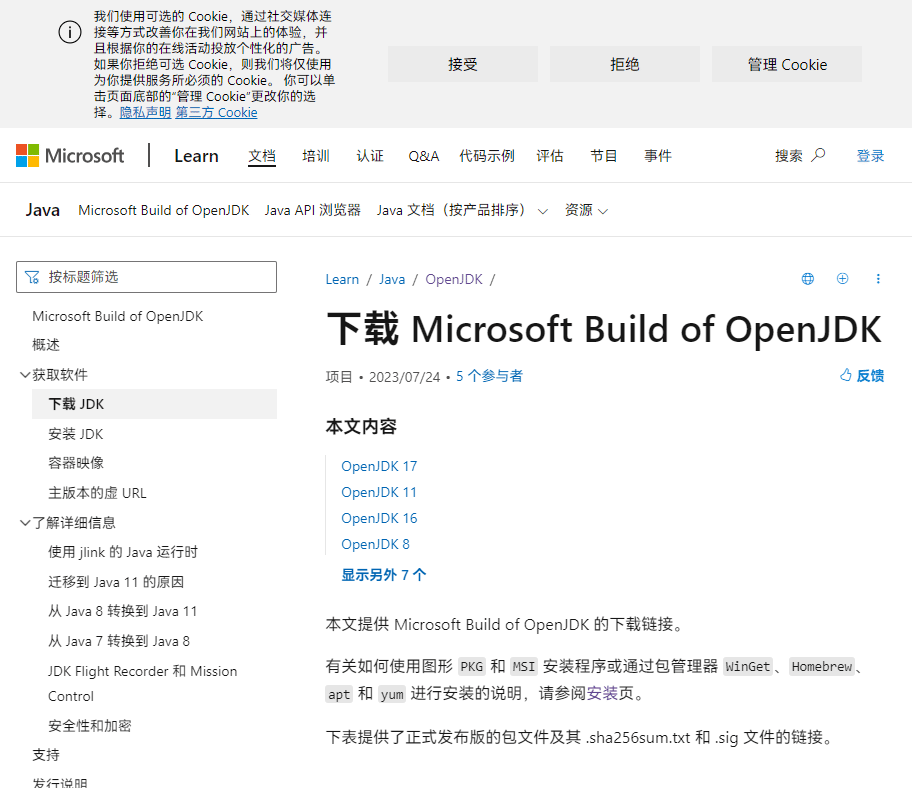 我们使用可选的 Cookie，通过社交媒体连
接等方式改善你在我们网站上的体验，并
且根据你的在线活动投放个性化的广告。
如果你拒绝可选 Cookie，则我们将仅使用
为你提供服务所必须的 Cookie。 你可以单
击页面底部的“管理 Cookie”更改你的选
择。隐私声明 第三方 Cookie
接受 拒绝 管理 Cookie
Microsoft Learn 文档 培训 认证 Q&A 代码示例 评估 节目 事件 搜索 登录
Java Microsoft Build of OpenJDK Java API 浏览器 Java 文档（按产品排序） 资源
按标题筛选
Microsoft Build of OpenJDK
概述
获取软件
下载 JDK
安装 JDK
容器映像
主版本的虚 URL
了解详细信息
使用 jlink 的 Java 运行时
迁移到 Java 11 的原因
从 Java 8 转换到 Java 11
从 Java 7 转换到 Java 8
JDK Flight Recorder 和 Mission
Control
安全性和加密
支持
发行说明
Learn / Java / OpenJDK /
下载 Microsoft Build of OpenJDK
项目 • 2023/07/24 • 5 个参与者 反馈
本文内容
OpenJDK 17
OpenJDK 11
OpenJDK 16
OpenJDK 8
显示另外 7 个
本文提供 Microsoft Build of OpenJDK 的下载链接。
有关如何使用图形 PKG 和 MSI 安装程序或通过包管理器 WinGet、Homebrew、
apt 和 yum 进行安装的说明，请参阅安装页。
下表提供了正式发布版的包文件及其 .sha256sum.txt 和 .sig 文件的链接。